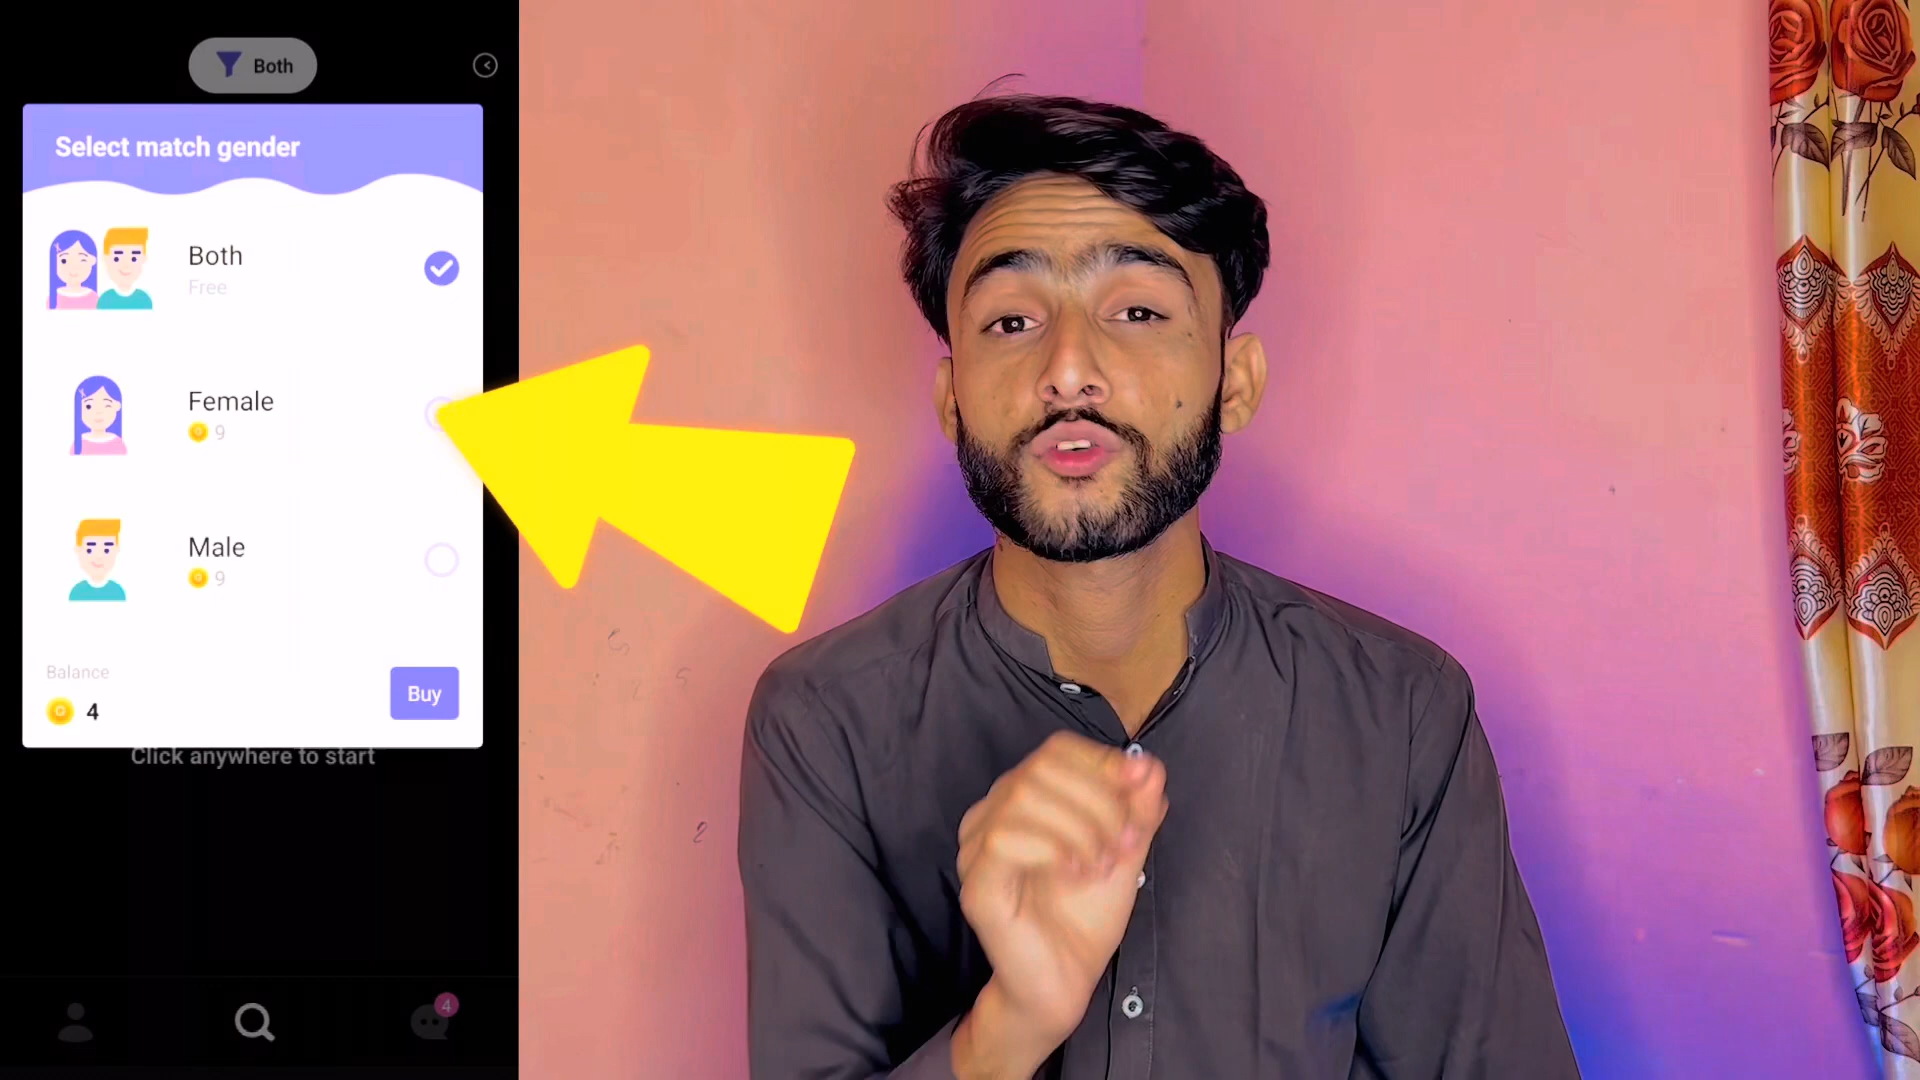 Both
Select match gender
Both
Free
Female
9
Male
9
Balance
4
Buy
Click anywhere to start
4